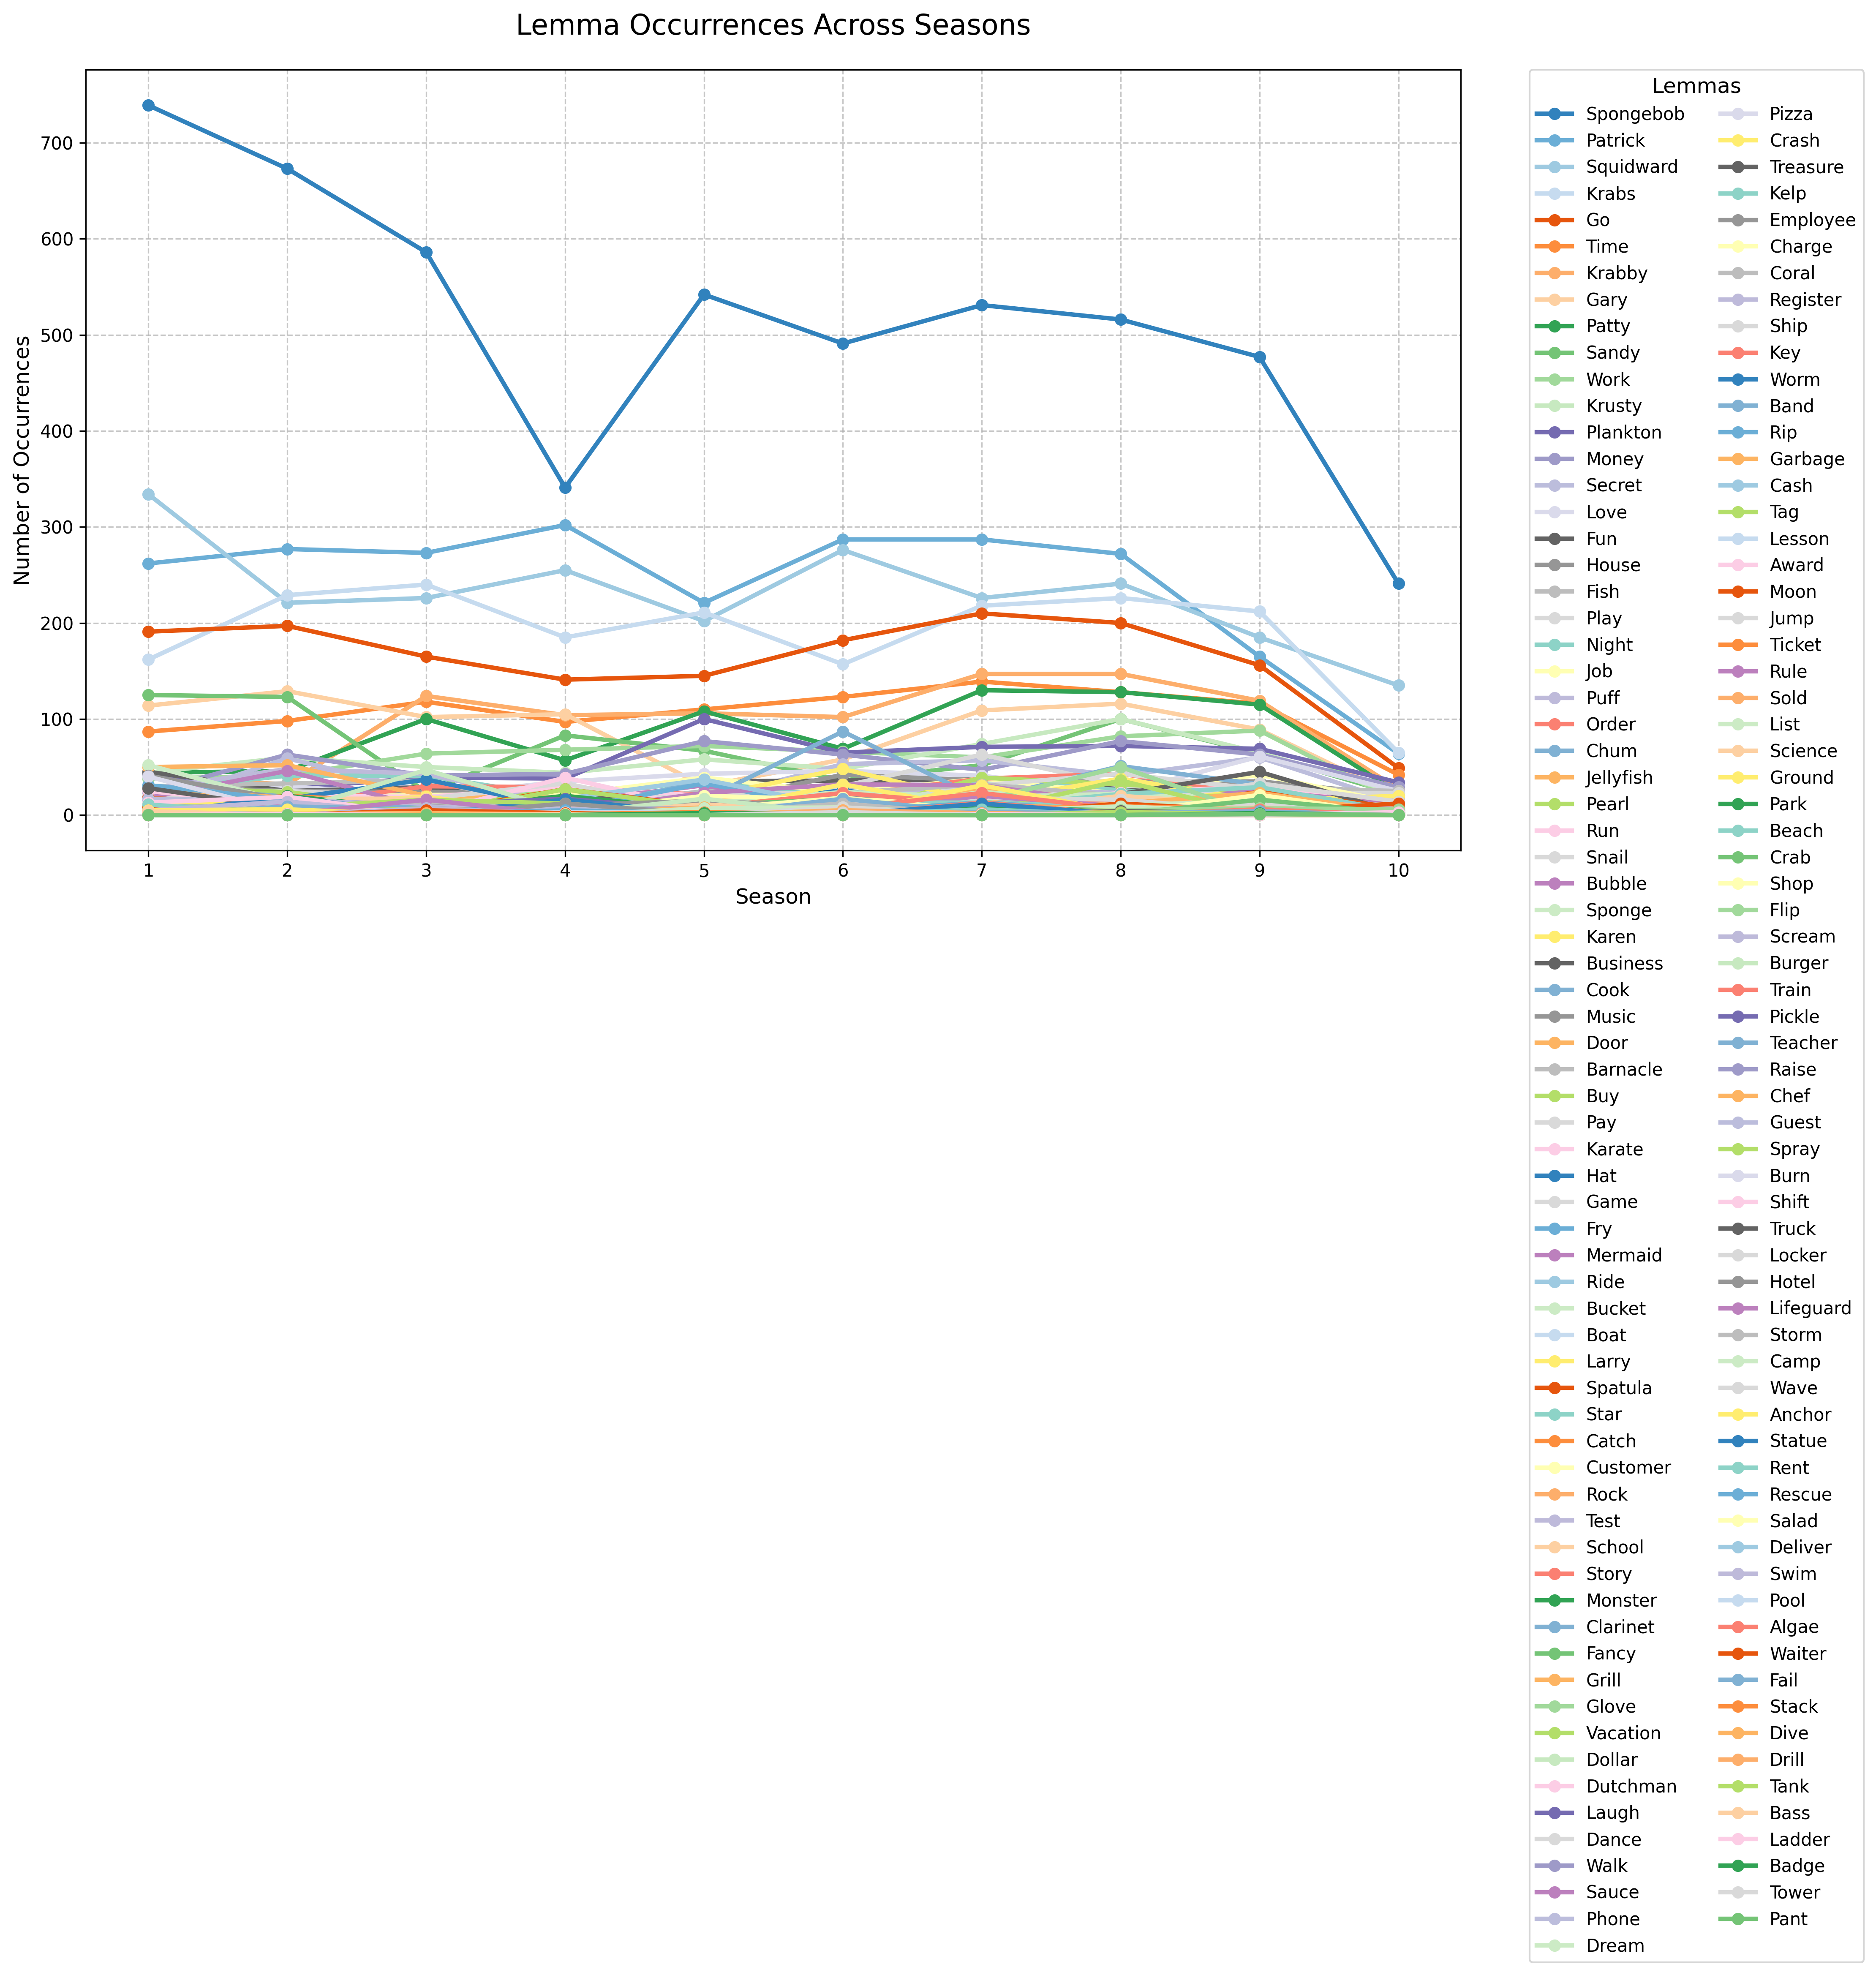 Lemma Occurrences Across Seasons
Number of Occurrences
700
600
500
400
300
200
100
0
1 2 3 4 5 6 7 8 9 10
Season
Lemmas
Spongebob
Patrick
Squidward
Krabs
Go
Time
Krabby
Gary
Patty
Sandy
Work
Krusty
Plankton
Money
Secret
Love
Fun
House
Fish
Play
Night
Job
Puff
Order
Chum
Jellyfish
Pearl
Run
Snail
Bubble
Sponge
Karen
Business
Cook
Music
Door
Barnacle
Buy
Pay
Karate
Hat
Game
Fry
Mermaid
Ride
Bucket
Boat
Larry
Spatula
Star
Catch
Customer
Rock
Test
School
Story
Monster
Clarinet
Fancy
Grill
Glove
Vacation
Dollar
Dutchman
Laugh
Dance
Walk
Sauce
Phone
Dream
Pizza
Crash
Treasure
Kelp
Employee
Charge
Coral
Register
Ship
Key
Worm
Band
Rip
Garbage
Cash
Tag
Lesson
Award
Moon
Jump
Ticket
Rule
Sold
List
Science
Ground
Park
Beach
Crab
Shop
Flip
Scream
Burger
Train
Pickle
Teacher
Raise
Chef
Guest
Spray
Burn
Shift
Truck
Locker
Hotel
Lifeguard
Storm
Camp
Wave
Anchor
Statue
Rent
Rescue
Salad
Deliver
Swim
Pool
Algae
Waiter
Fail
Stack
Dive
Drill
Tank
Bass
Ladder
Badge
Tower
Pant